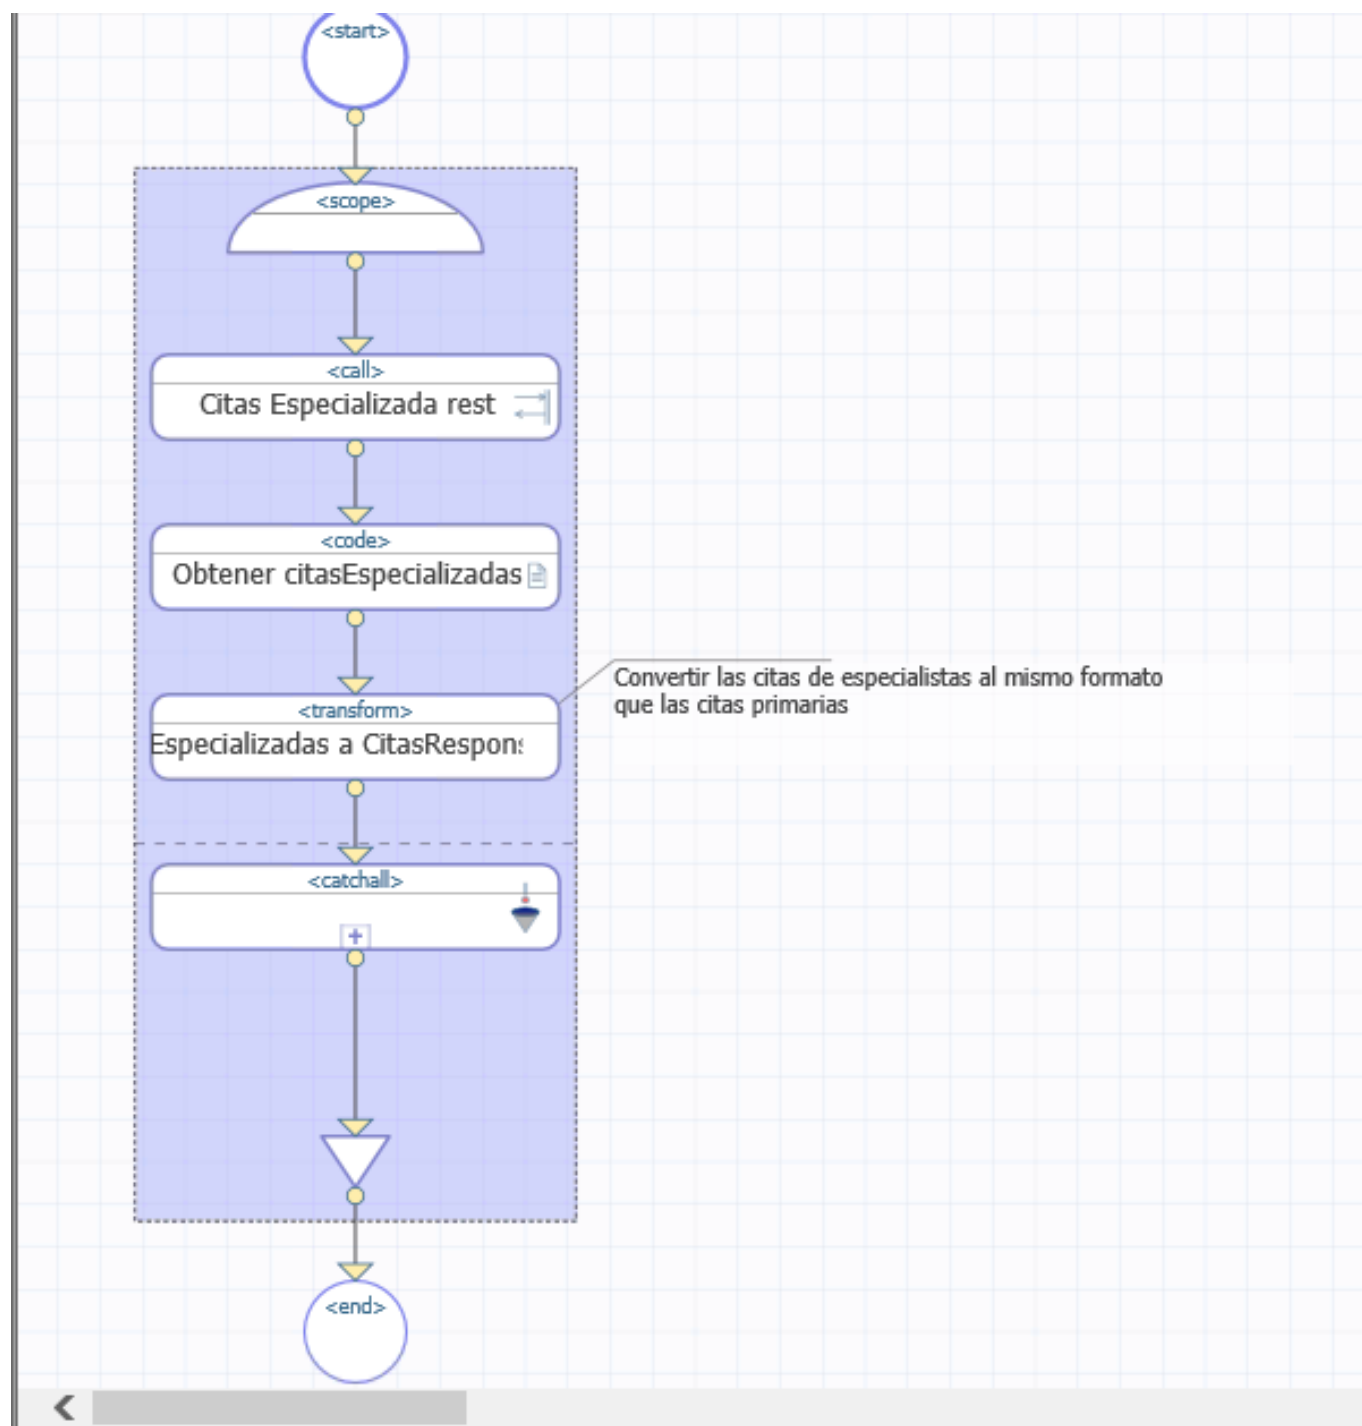 <start>
<scope>
<call>
Citas Especializada rest
<code>
Obtener citasEspecializadas
<transform>
Especializadas a CitasRespon
Convertir las citas de especialistas al mismo formato
que las citas primarias
<catchall>
<end>